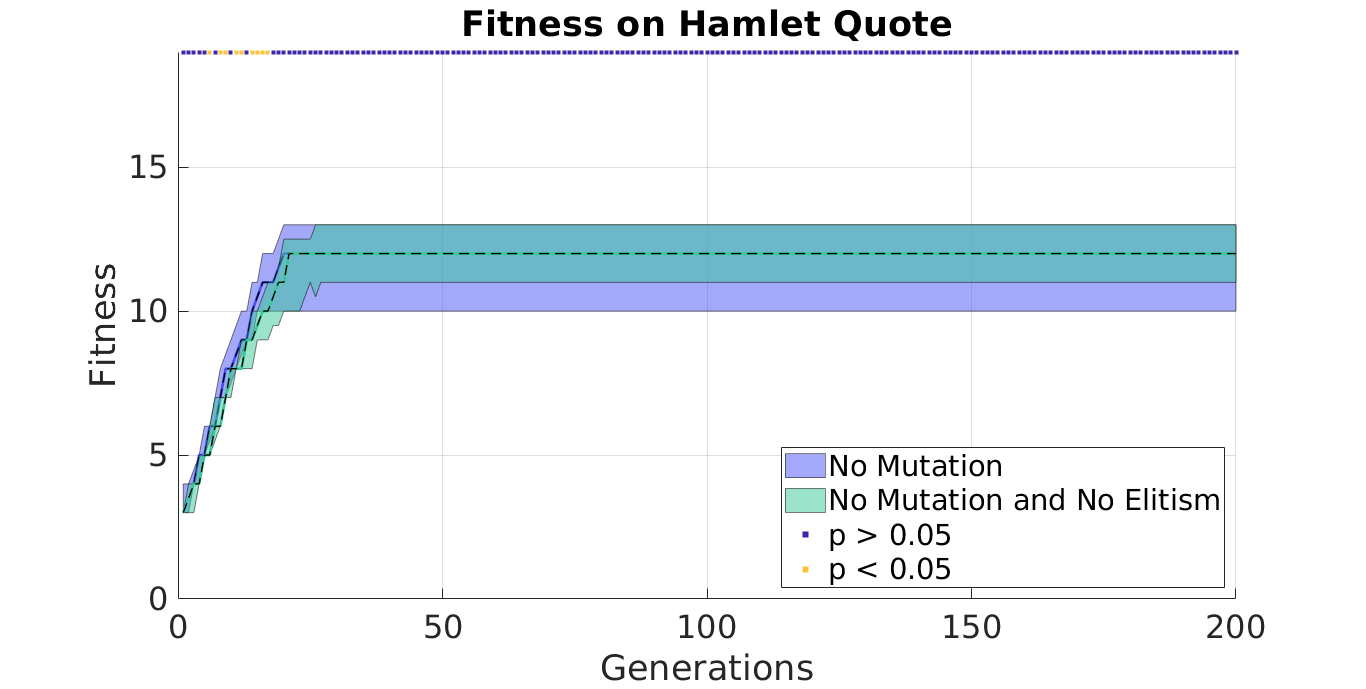 Fitness on Hamlet Quote
15
10
5
0
Fitness
0 50 100 150 200
Generations
No Mutation
No Mutation and No Elitism
p > 0.05
p < 0.05